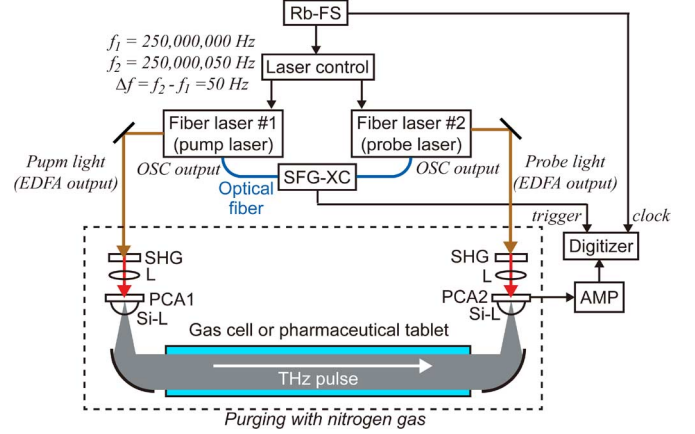 Rb-FS
f1 = 250,000,000 Hz
f2 = 250,000,050 Hz
Δf = f2 - f1 =50 Hz
Laser control
Fiber laser #1
(pump laser)
Fiber laser #2
(probe laser)
Pupm light
(EDFA output)
OSC output
Optical
fiber
SFG-XC
OSC output
Probe light
(EDFA output)
trigger
clock
Digitizer
AMP
SHG
L
PCA1
Si-L
SHG
L
PCA2
Si-L
Gas cell or pharmaceutical tablet
THz pulse
Purging with nitrogen gas